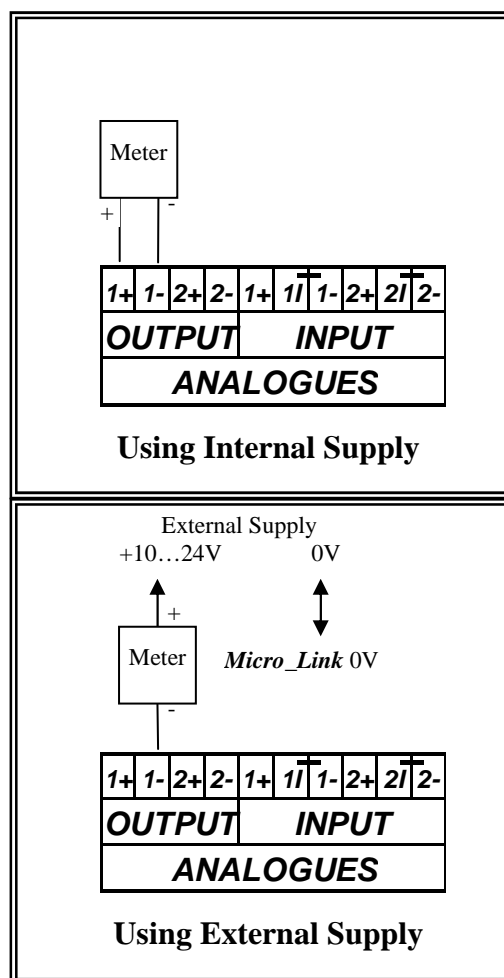 Meter
+ -
1+ 1- 2+ 2- 1+ 1I 1- 2+ 2I 2-
OUTPUT INPUT
ANALOGUES
Using Internal Supply
External Supply
+10…24V 0V
+
Meter Micro_Link 0V
-
1+ 1- 2+ 2- 1+ 1I 1- 2+ 2I 2-
OUTPUT INPUT
ANALOGUES
Using External Supply